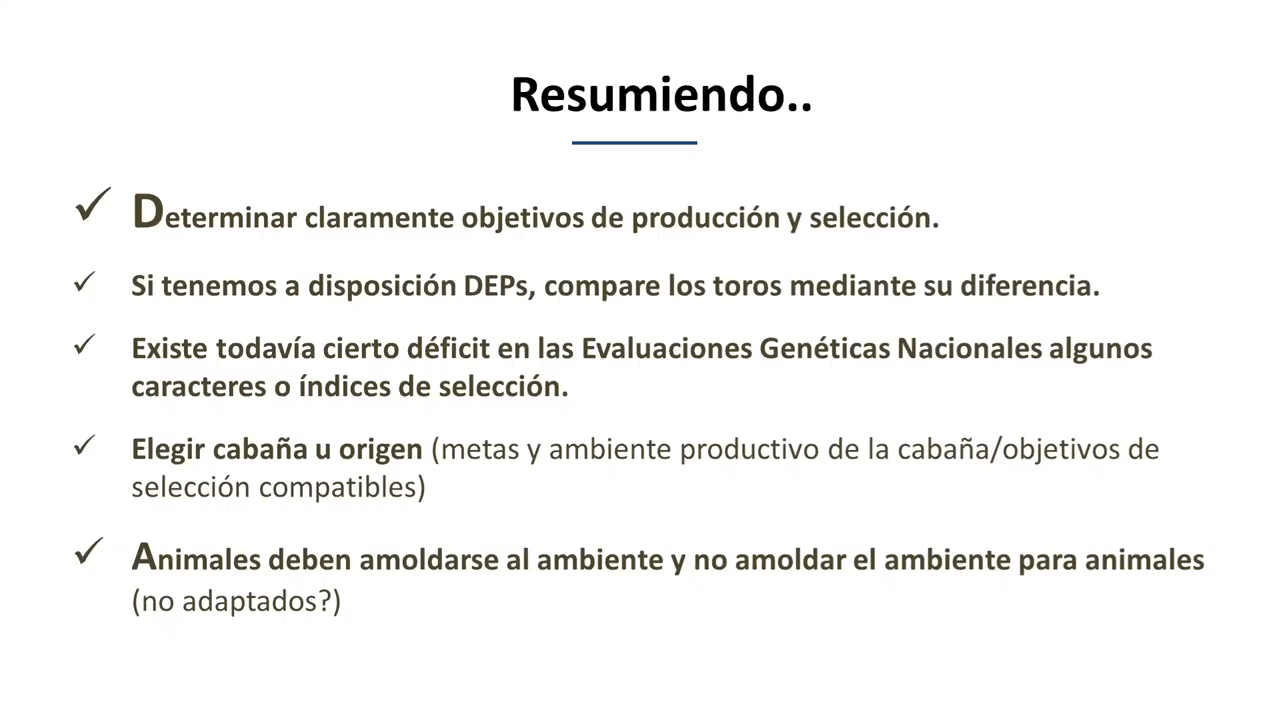 Resumiendo..
✓ Determinar claramente objetivos de producción y selección.
✓ Si tenemos a disposición DEPs, compare los toros mediante su diferencia.
✓ Existe todavía cierto déficit en las Evaluaciones Genéticas Nacionales algunos
caracteres o índices de selección.
✓ Elegir cabaña u origen (metas y ambiente productivo de la cabaña/objetivos de
selección compatibles)
✓ Animales deben amoldarse al ambiente y no amoldar el ambiente para animales
(no adaptados?)